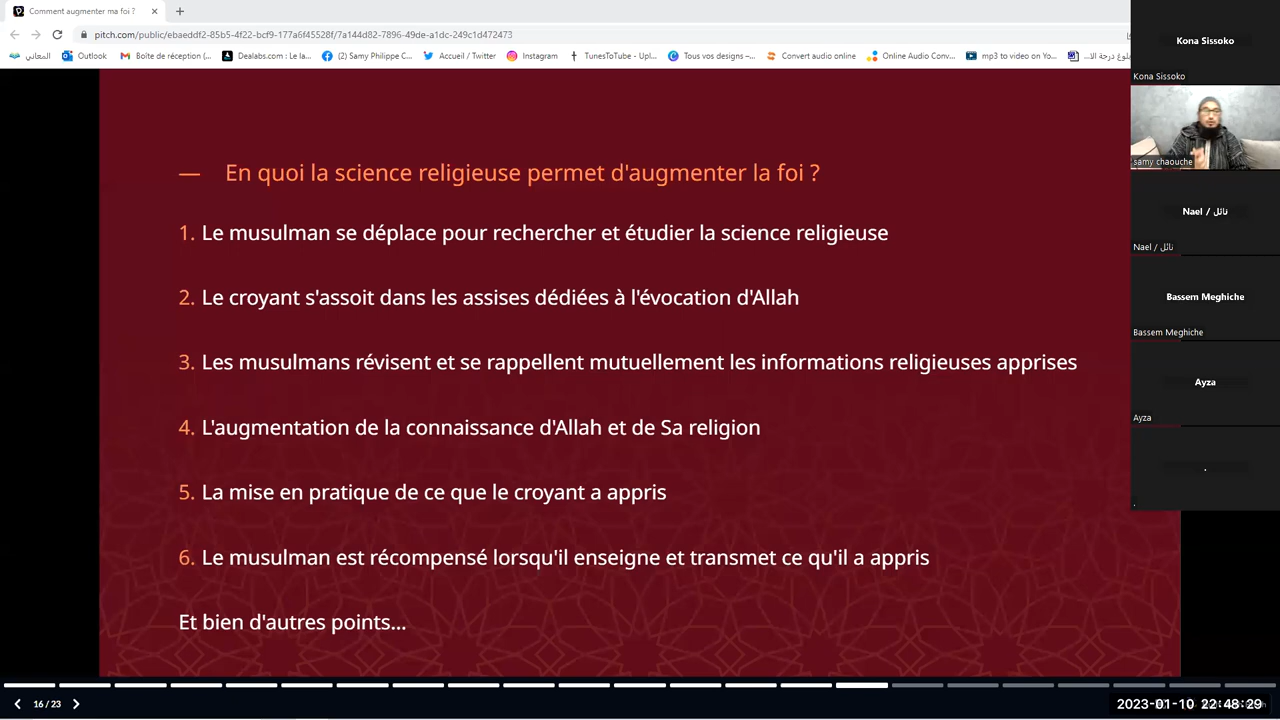 Comment augmenter ma foi ?
pitch.com/public/ebaeddf2-85b5-4f22-bcf9-177a6f45528f/7a144d82-7896-49de-a1dc-249c1d472473
المعاني
Outlook
Boîte de réception (...
Dealabs.com : Le la...
(2) Samy Philippe C...
Accueil / Twitter
Instagram
TunesToTube - Upl...
Tous vos designs –...
Convert audio online
Online Audio Conv...
mp3 to video on Yo...
بلوغ درجة الا...
— En quoi la science religieuse permet d'augmenter la foi ?
1. Le musulman se déplace pour rechercher et étudier la science religieuse
2. Le croyant s'assoit dans les assises dédiées à l'évocation d'Allah
3. Les musulmans révisent et se rappellent mutuellement les informations religieuses apprises
4. L'augmentation de la connaissance d'Allah et de Sa religion
5. La mise en pratique de ce que le croyant a appris
6. Le musulman est récompensé lorsqu'il enseigne et transmet ce qu'il a appris
Et bien d'autres points...
Kona Sissoko
Kona Sissoko
samy chaouche
Nael / نائل
Nael / نائل
Bassem Meghiche
Bassem Meghiche
Ayza
Ayza
.
.
16 / 23
2023-01-10 22:48:29